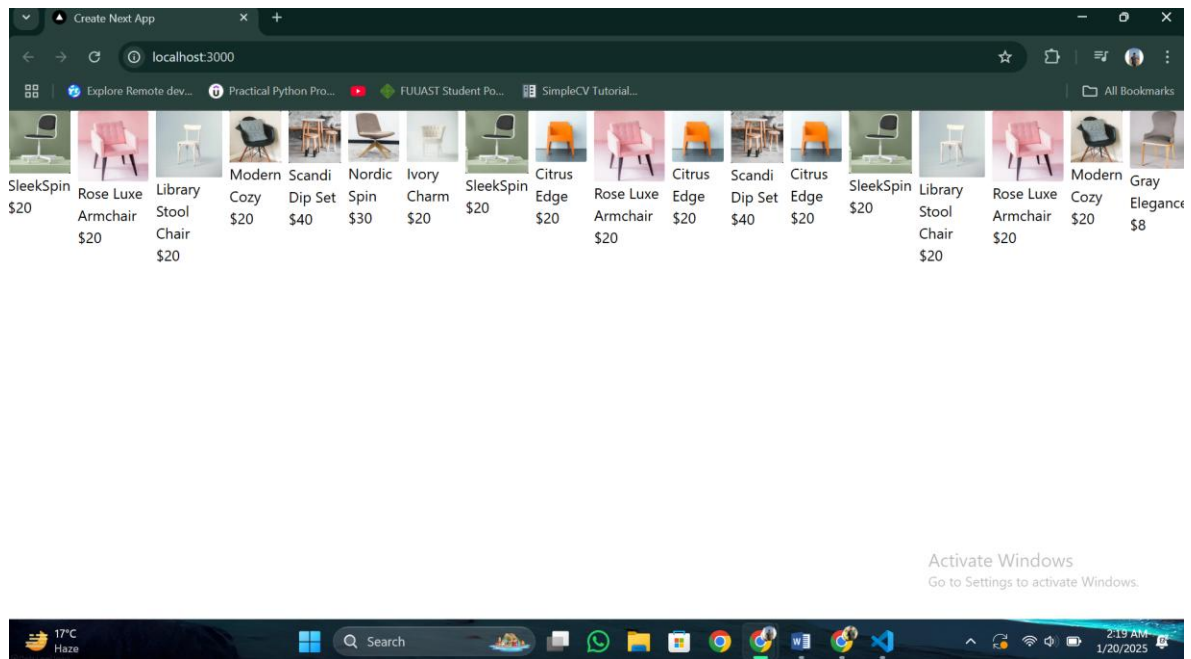 Create Next App
localhost:3000
Explore Remote dev...
Practical Python Pro...
FUUAST Student Po...
SimpleCV Tutorial...
All Bookmarks
SleekSpin
$20
Rose Luxe
Armchair
$20
Library
Stool
Chair
$20
Modern
Cozy
$20
Scandi
Dip Set
$40
Nordic
Spin
$30
Ivory
Charm
$20
SleekSpin
$20
Citrus
Edge
$20
Rose Luxe
Armchair
$20
Citrus
Edge
$20
Scandi
Dip Set
$40
Citrus
Edge
$20
SleekSpin
$20
Library
Stool
Chair
$20
Rose Luxe
Armchair
$20
Modern
Cozy
$20
Gray
Elegance
$8
Activate Windows
Go to Settings to activate Windows.
17°C
Haze
Search
2:19 AM
1/20/2025